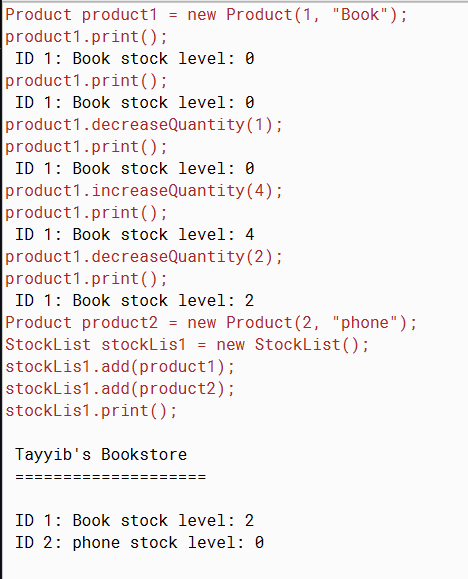 Product product1 = new Product(1, "Book");
product1.print();
ID 1: Book stock level: 0
product1.print();
ID 1: Book stock level: 0
product1.decreaseQuantity(1);
product1.print();
ID 1: Book stock level: 0
product1.increaseQuantity(4);
product1.print();
ID 1: Book stock level: 4
product1.decreaseQuantity(2);
product1.print();
ID 1: Book stock level: 2
Product product2 = new Product(2, "phone");
StockList stockLis1 = new StockList();
stockLis1.add(product1);
stockLis1.add(product2);
stockLis1.print();
Tayyib's Bookstore
====================
ID 1: Book stock level: 2
ID 2: phone stock level: 0